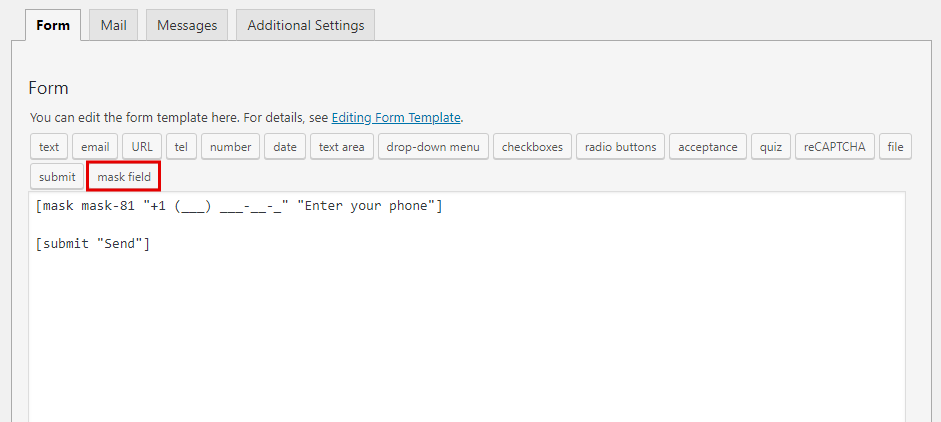 Form Mail Messages Additional Settings
Form
You can edit the form template here. For details, see Editing Form Template.
text email URL tel number date text area drop-down menu checkboxes radio buttons acceptance quiz reCAPTCHA file
submit mask field
[mask mask-81 "+1 (___) ___-__-_" "Enter your phone"]
[submit "Send"]